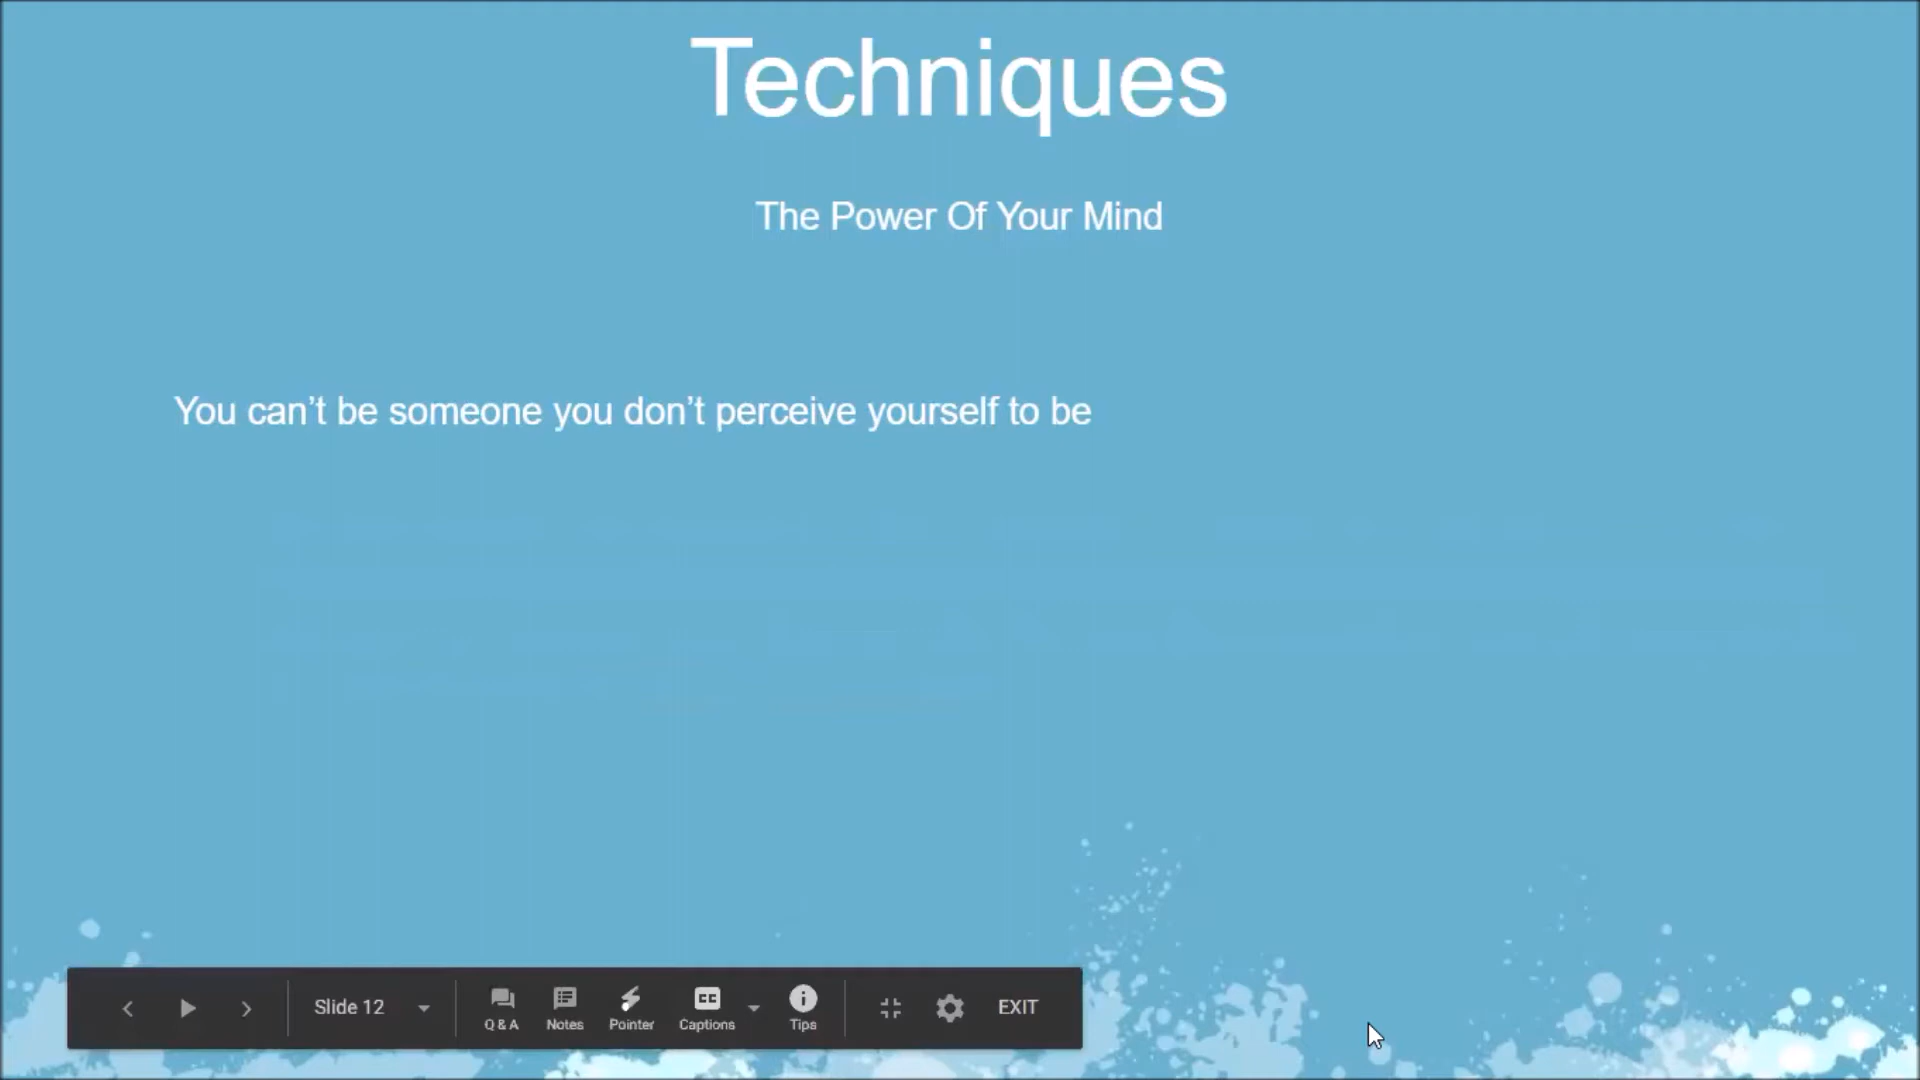 Techniques
The Power Of Your Mind
You can’t be someone you don’t perceive yourself to be
Slide 12
Q & A
Notes
Pointer
Captions
Tips
EXIT